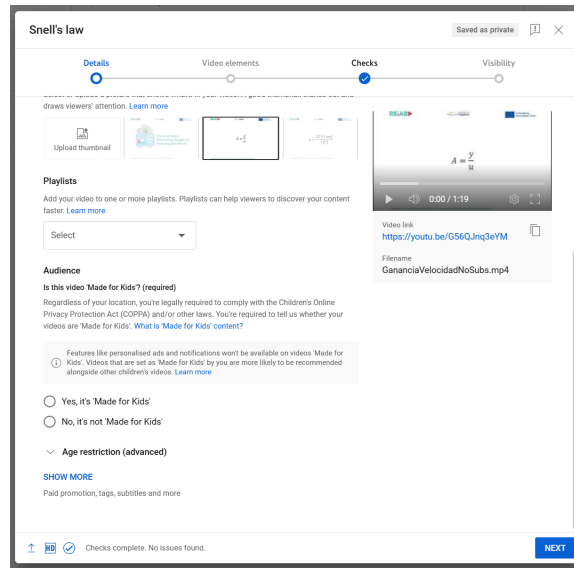 Snell's law
Saved as private
Details
Video elements
Checks
Visibility
draws viewers' attention. Learn more
Upload thumbnail
A = y/u
Playlists
Add your video to one or more playlists. Playlists can help viewers to discover your content
faster. Learn more
Select
Audience
Is this video 'Made for Kids'? (required)
Regardless of your location, you're legally required to comply with the Children's Online
Privacy Protection Act (COPPA) and/or other laws. You're required to tell us whether your
videos are 'Made for Kids'. What is 'Made for Kids' content?
Features like personalised ads and notifications won't be available on videos 'Made for
Kids'. Videos that are set as 'Made for Kids' by you are more likely to be recommended
alongside other children's videos. Learn more
Yes, it's 'Made for Kids'
No, it's not 'Made for Kids'
Age restriction (advanced)
SHOW MORE
Paid promotion, tags, subtitles and more
A = y/u
0:00 / 1:19
Video link
https://youtu.be/G56QJnq3eYM
Filename
GananciaVelocidadNoSubs.mp4
HD
Checks complete. No issues found.
NEXT